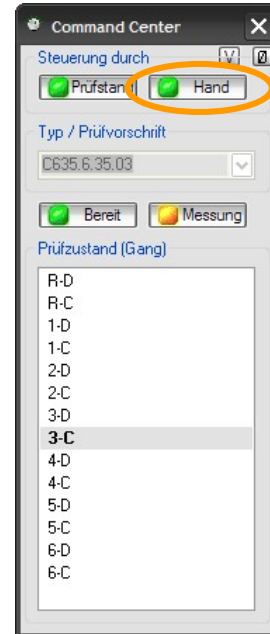 Command Center
Steuerung durch V Ø
Prüfstand Hand
Typ / Prüfvorschrift
C635.6.35.03
Bereit Messung
Prüfzustand (Gang)
R-D
R-C
1-D
1-C
2-D
2-C
3-D
3-C
4-D
4-C
5-D
5-C
6-D
6-C